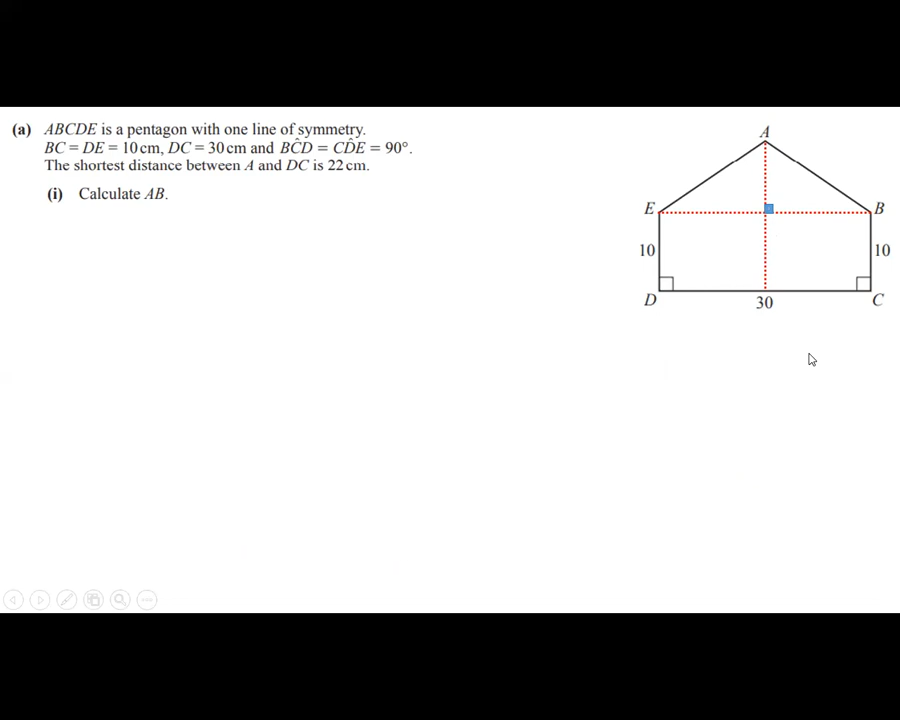 (a) ABCDE is a pentagon with one line of symmetry.
BC = DE = 10 cm, DC = 30 cm and BĈD = CD̂E = 90°.
The shortest distance between A and DC is 22 cm.
(i) Calculate AB.
A
E
B
10
10
D
30
C